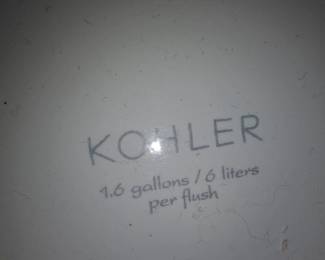 KOHLER
1.6 gallons / 6 liters
per flush